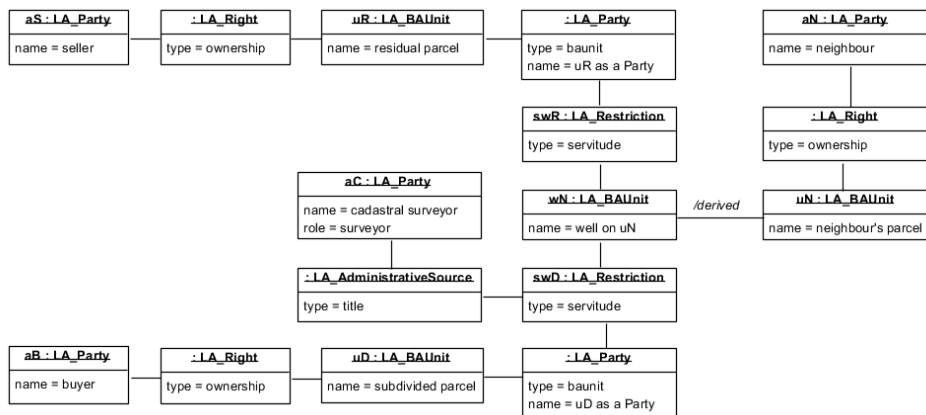 aS : LA_Party
name = seller
: LA_Right
type = ownership
uR : LA_BAUnit
name = residual parcel
: LA_Party
type = baunit
name = uR as a Party
aN : LA_Party
name = neighbour
swR : LA_Restriction
type = servitude
: LA_Right
type = ownership
aC : LA_Party
name = cadastral surveyor
role = surveyor
wN : LA_BAUnit
name = well on uN
/derived
uN : LA_BAUnit
name = neighbour's parcel
: LA_AdministrativeSource
type = title
swD : LA_Restriction
type = servitude
aB : LA_Party
name = buyer
: LA_Right
type = ownership
uD : LA_BAUnit
name = subdivided parcel
: LA_Party
type = baunit
name = uD as a Party